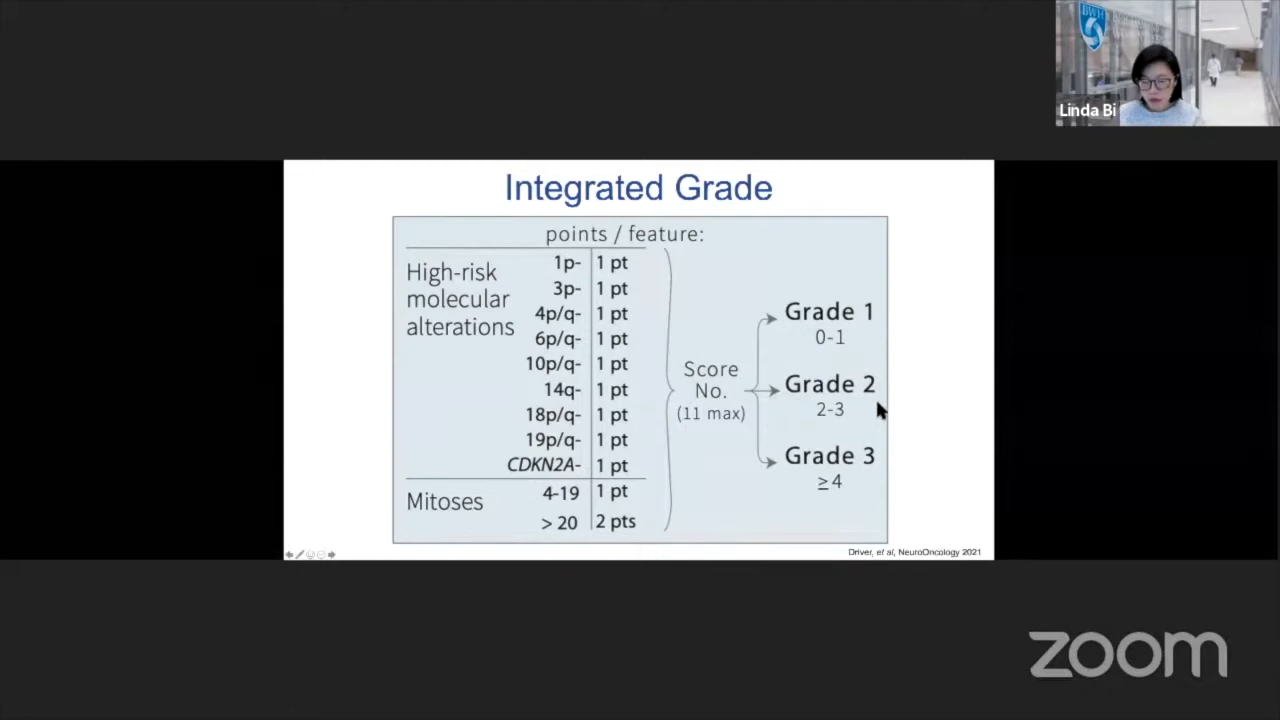 BWH
Linda Bi
Integrated Grade
points / feature:
High-risk
molecular
alterations
1p- 1 pt
3p- 1 pt
4p/q- 1 pt
6p/q- 1 pt
10p/q- 1 pt
14q- 1 pt
18p/q- 1 pt
19p/q- 1 pt
CDKN2A- 1 pt
Mitoses
4-19 1 pt
> 20 2 pts
Score
No.
(11 max)
Grade 1
0-1
Grade 2
2-3
Grade 3
≥4
Driver, et al, NeuroOncology 2021
zoom